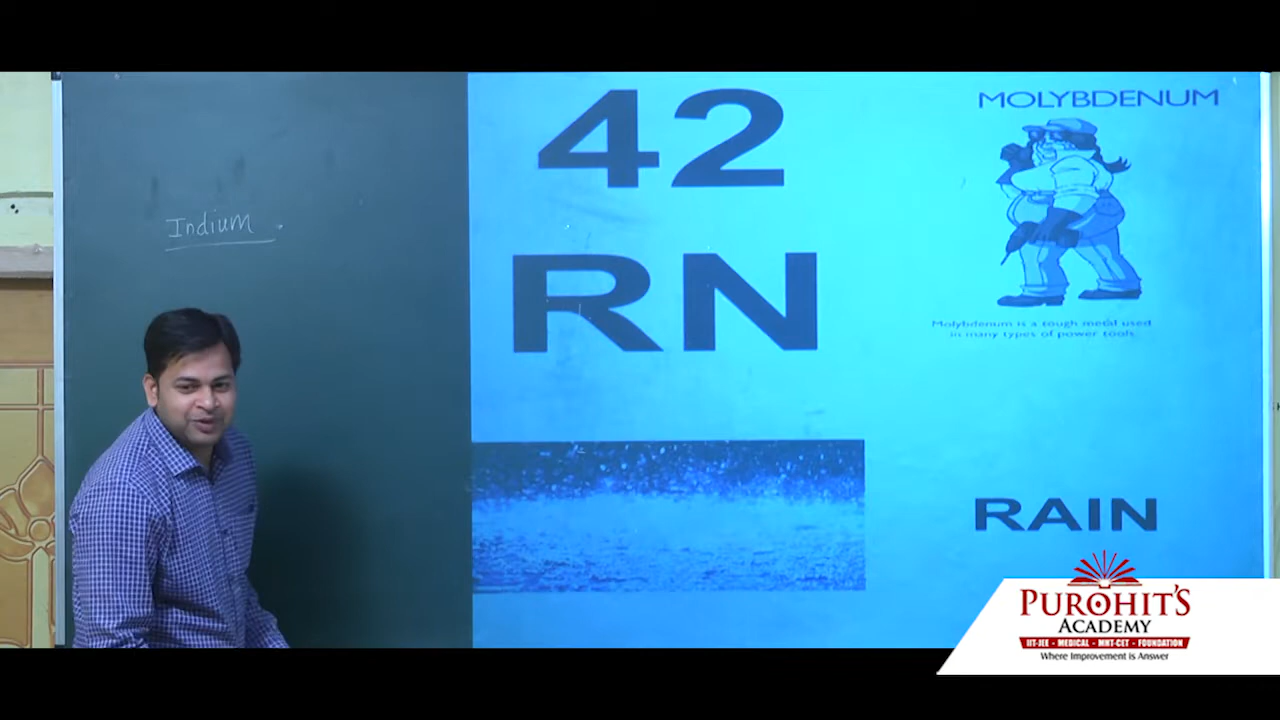 Indium
42
RN
MOLYBDENUM
Molybdenum is a tough metal used
in many types of power tools
RAIN
PUROHIT'S
ACADEMY
IIT-JEE - MEDICAL - MHT-CET - FOUNDATION
Where Improvement is Answer